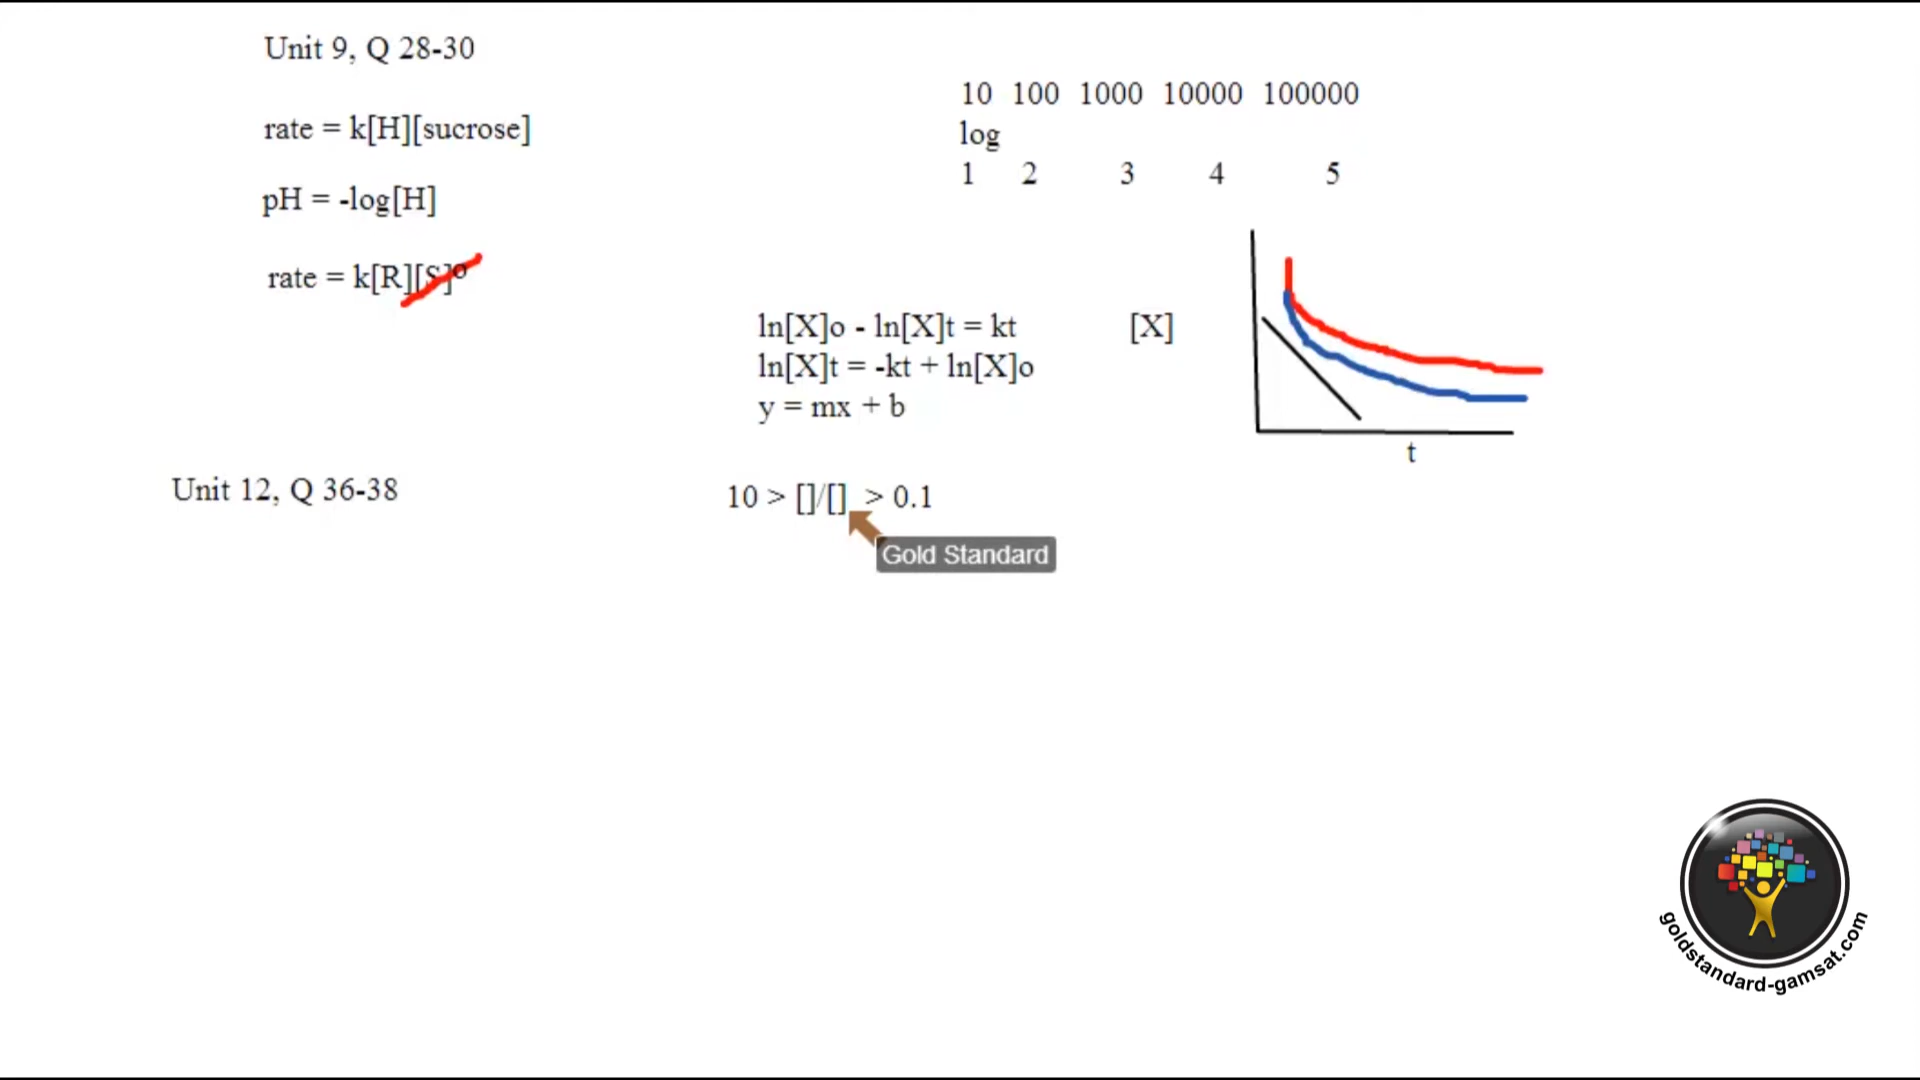 Unit 9, Q 28-30
rate = k[H][sucrose]
pH = -log[H]
rate = k[R][S]o
10 100 1000 10000 100000
log
1 2 3 4 5
ln[X]o - ln[X]t = kt
ln[X]t = -kt + ln[X]o
y = mx + b
[X]
t
Unit 12, Q 36-38
10 > []/[] > 0.1
Gold Standard
goldstandard-gamsat.com